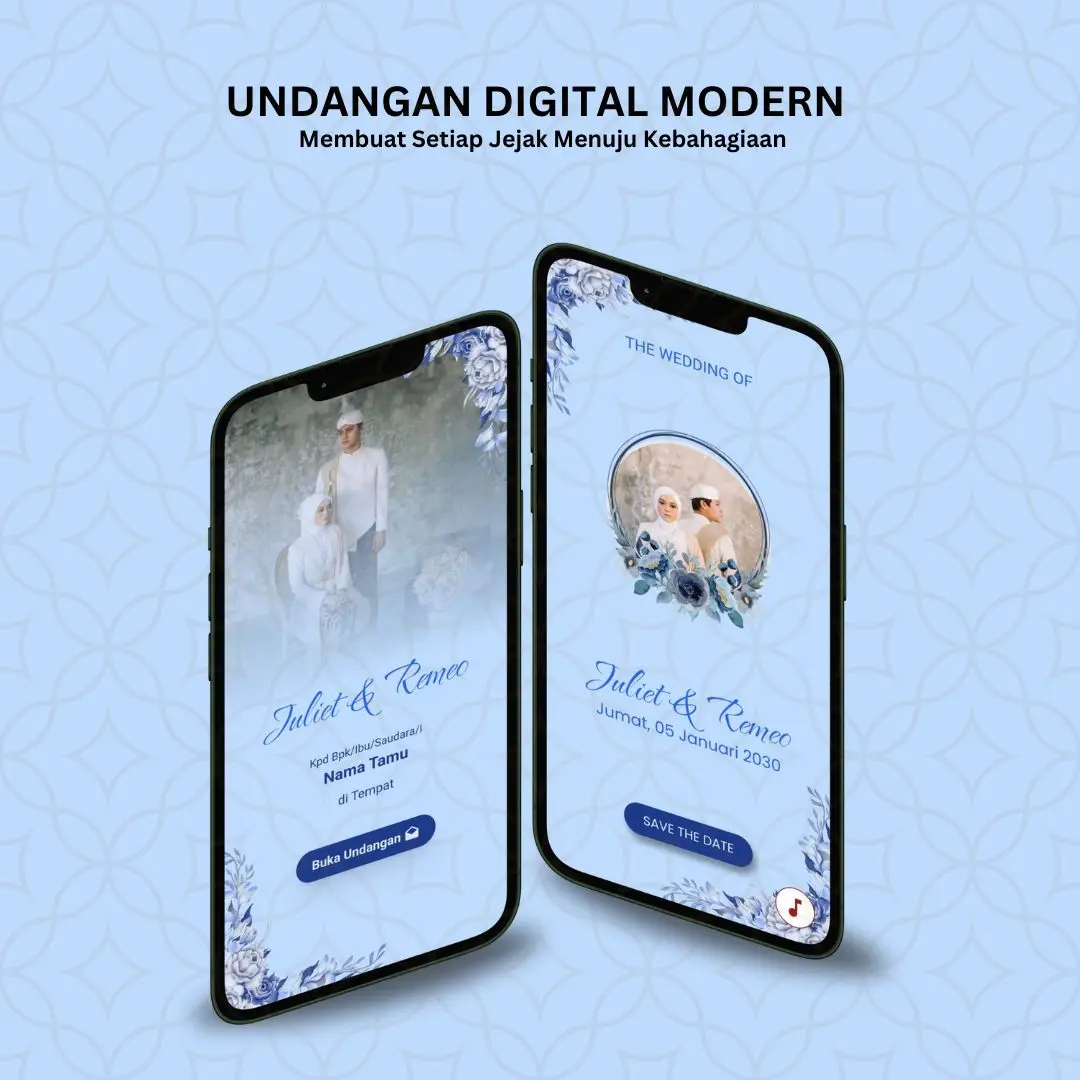 UNDANGAN DIGITAL MODERN
Membuat Setiap Jejak Menuju Kebahagiaan
Juliet & Remeo
Kpd Bpk/Ibu/Saudara/i
Nama Tamu
di Tempat
Buka Undangan
THE WEDDING OF
Juliet & Remeo
Jumat, 05 Januari 2030
SAVE THE DATE